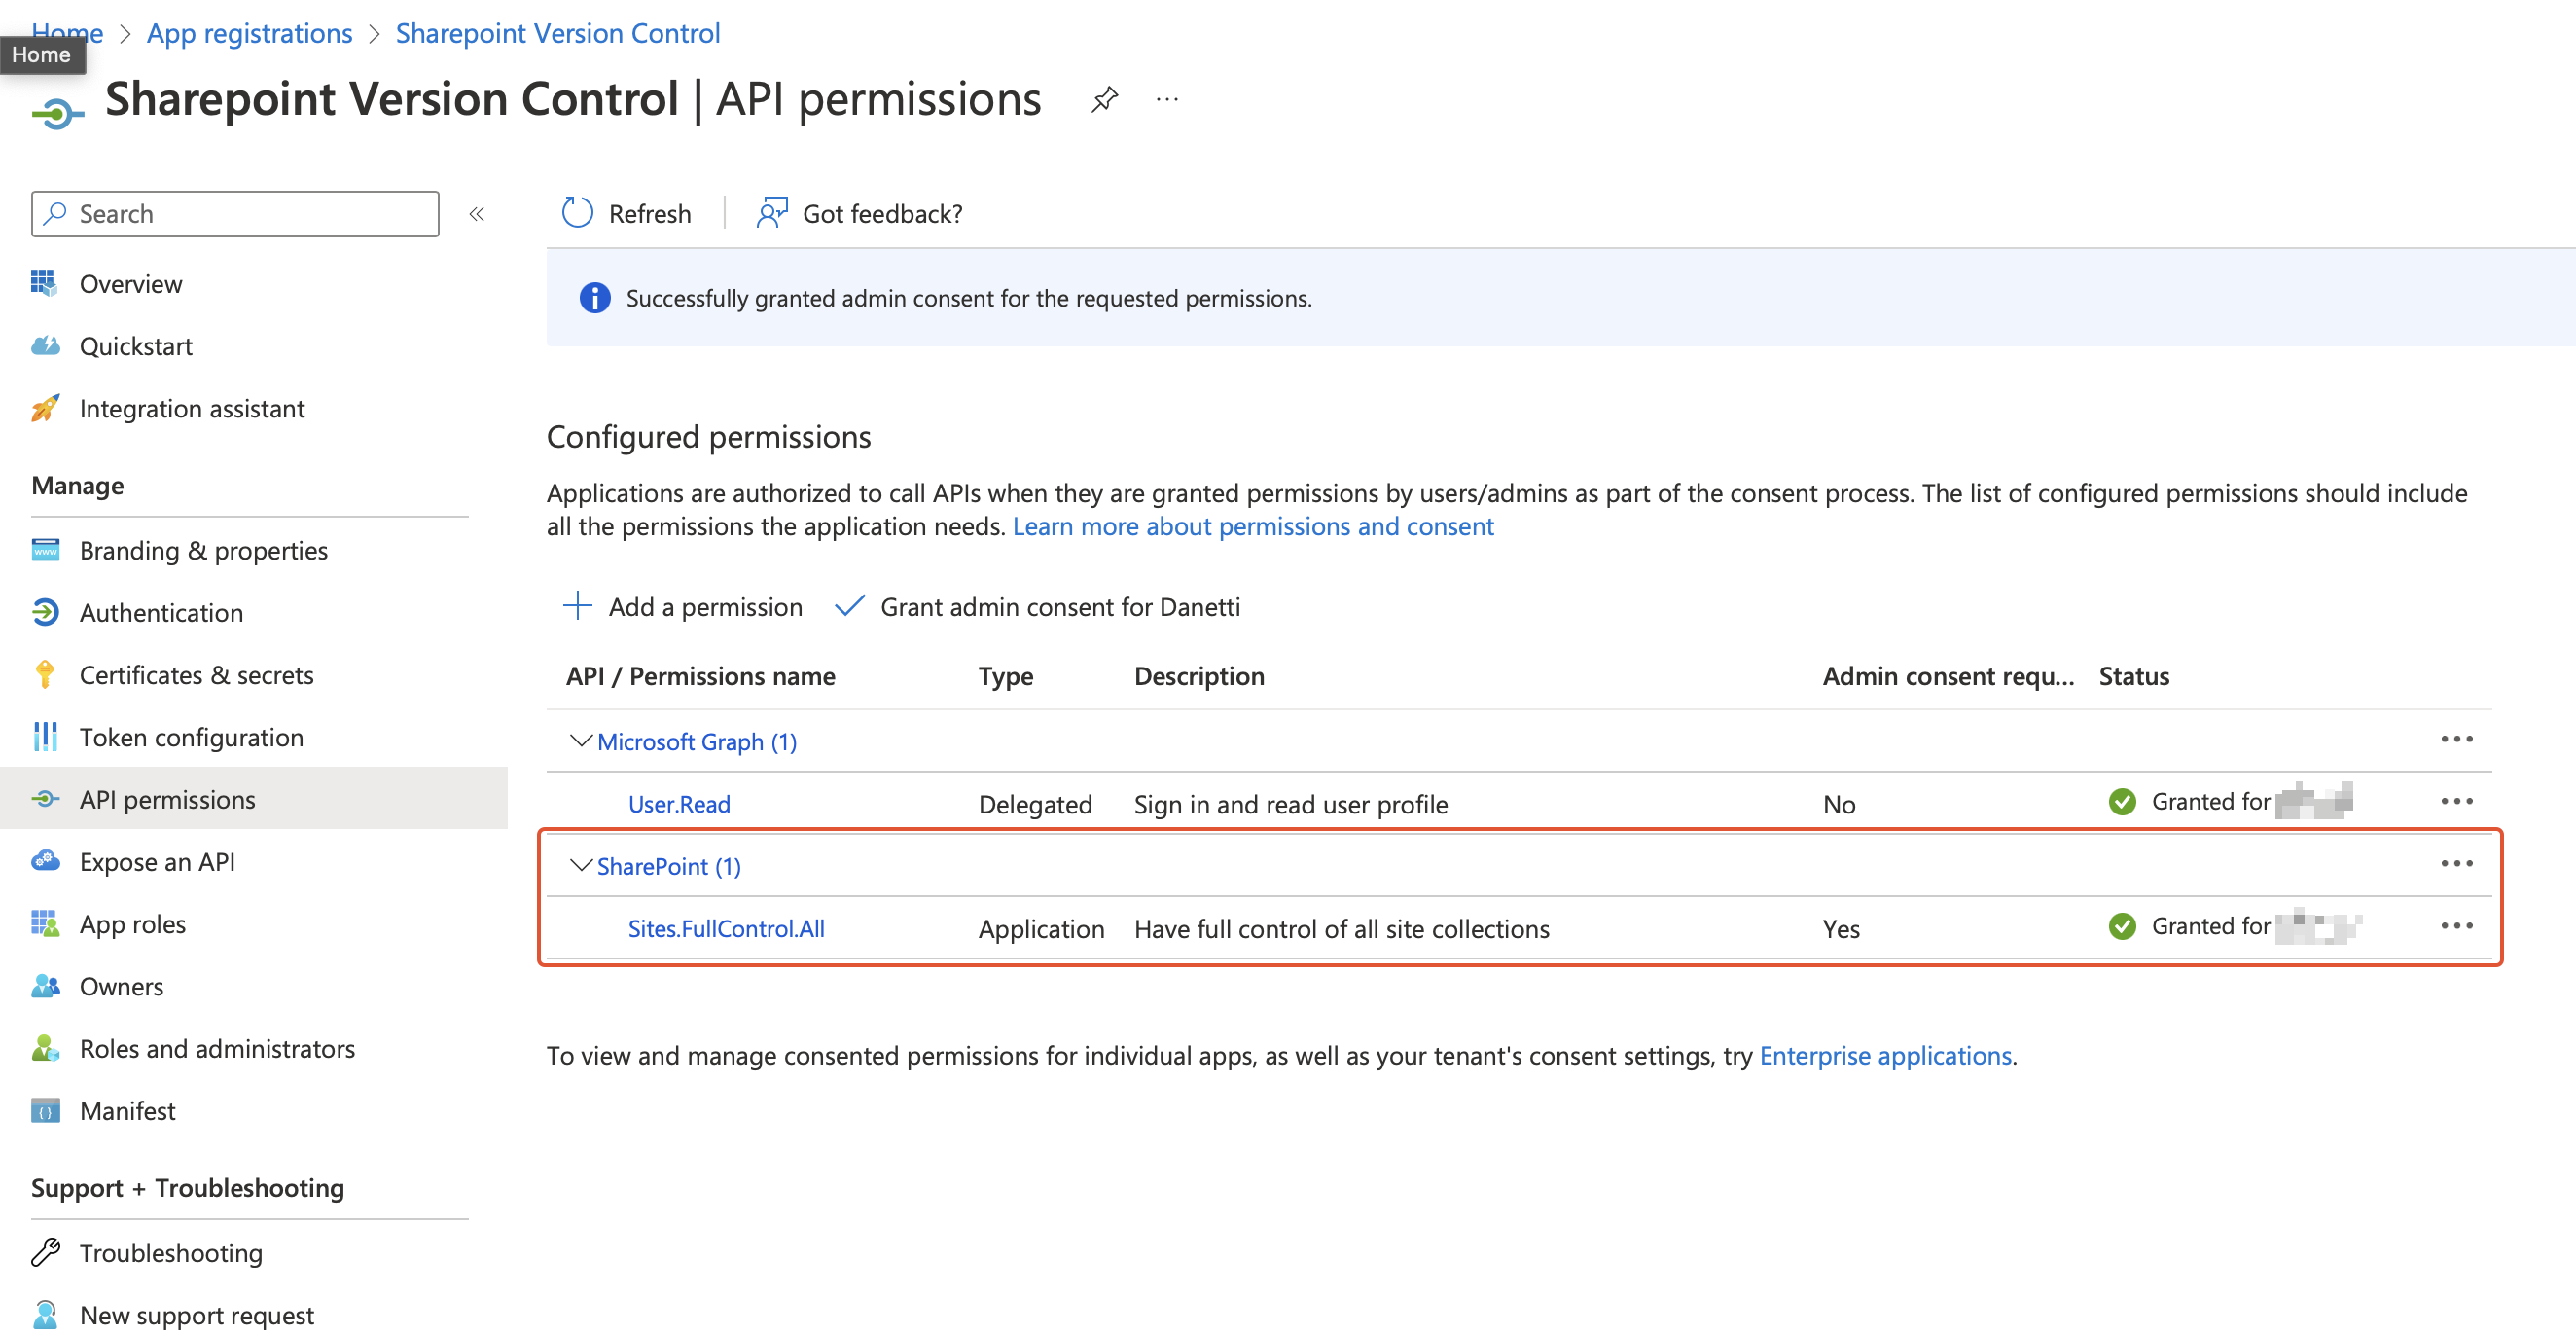 Home > App registrations > Sharepoint Version Control
Home
Sharepoint Version Control | API permissions
Search
Refresh
Got feedback?
Overview
Quickstart
Integration assistant
Manage
Branding & properties
Authentication
Certificates & secrets
Token configuration
API permissions
Expose an API
App roles
Owners
Roles and administrators
Manifest
Support + Troubleshooting
Troubleshooting
New support request
Successfully granted admin consent for the requested permissions.
Configured permissions
Applications are authorized to call APIs when they are granted permissions by users/admins as part of the consent process. The list of configured permissions should include
all the permissions the application needs. Learn more about permissions and consent
Add a permission
Grant admin consent for Danetti
API / Permissions name Type Description Admin consent requ... Status
Microsoft Graph (1)
User.Read Delegated Sign in and read user profile No Granted for
SharePoint (1)
Sites.FullControl.All Application Have full control of all site collections Yes Granted for
To view and manage consented permissions for individual apps, as well as your tenant's consent settings, try Enterprise applications.